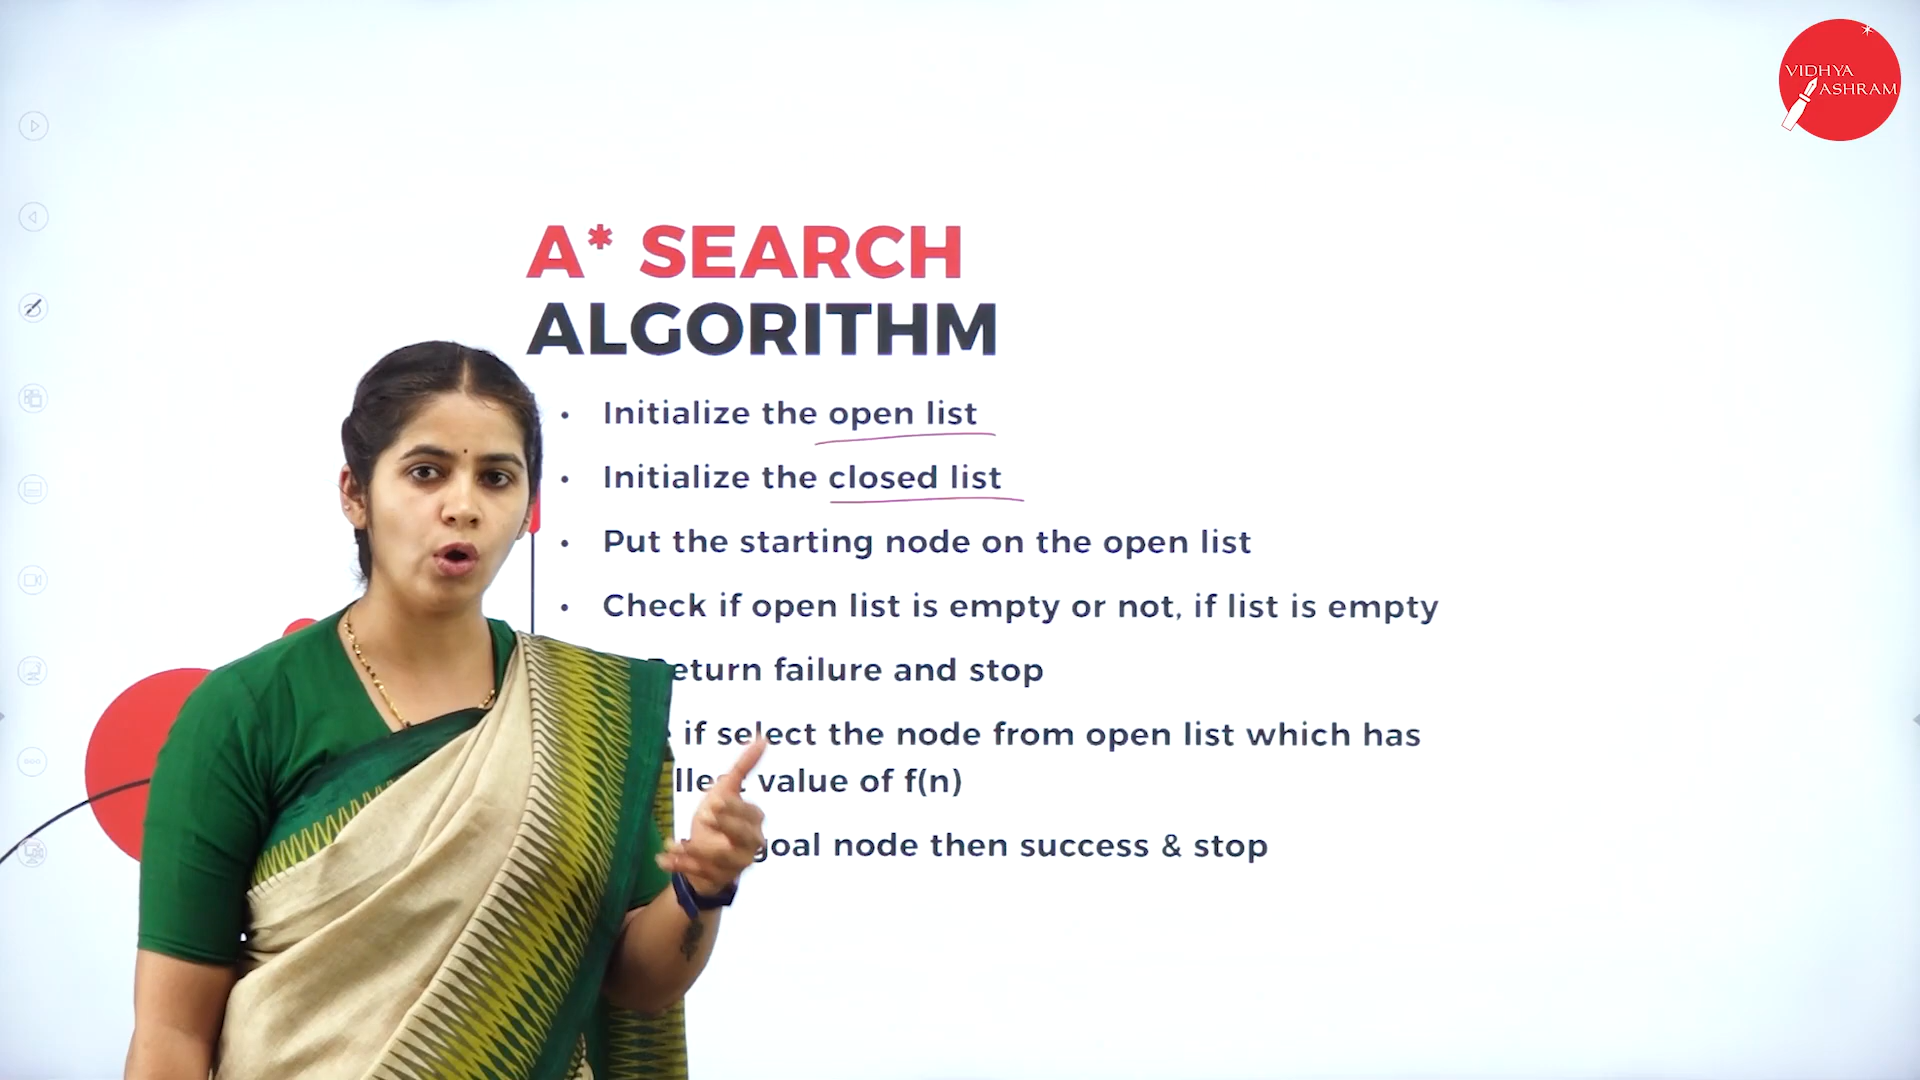 VIDHYA
ASHRAM
A* SEARCH
ALGORITHM
• Initialize the open list
• Initialize the closed list
• Put the starting node on the open list
• Check if open list is empty or not, if list is empty
failure and stop
if select the node from open list which has
value of f(n)
goal node then success & stop